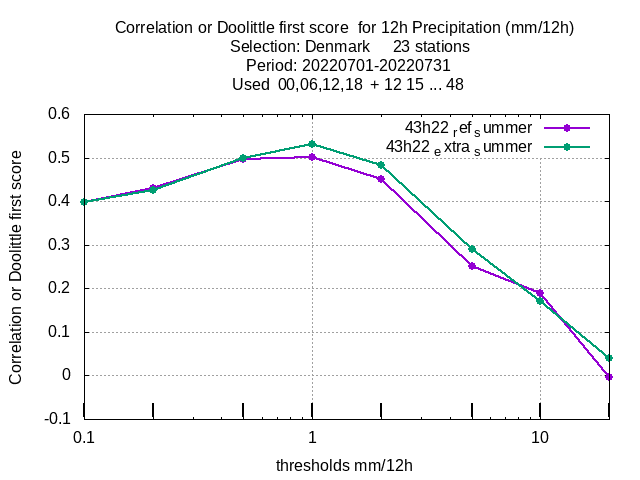 Correlation or Doolittle first score  for 12h Precipitation (mm/12h)
Selection: Denmark     23 stations
Period: 20220701-20220731
Used  00,06,12,18  + 12 15 ... 48
43h22 ref summer
43h22 extra summer
0.6
0.5
0.4
0.3
0.2
0.1
0
-0.1
Correlation or Doolittle first score
0.1 1 10
thresholds mm/12h